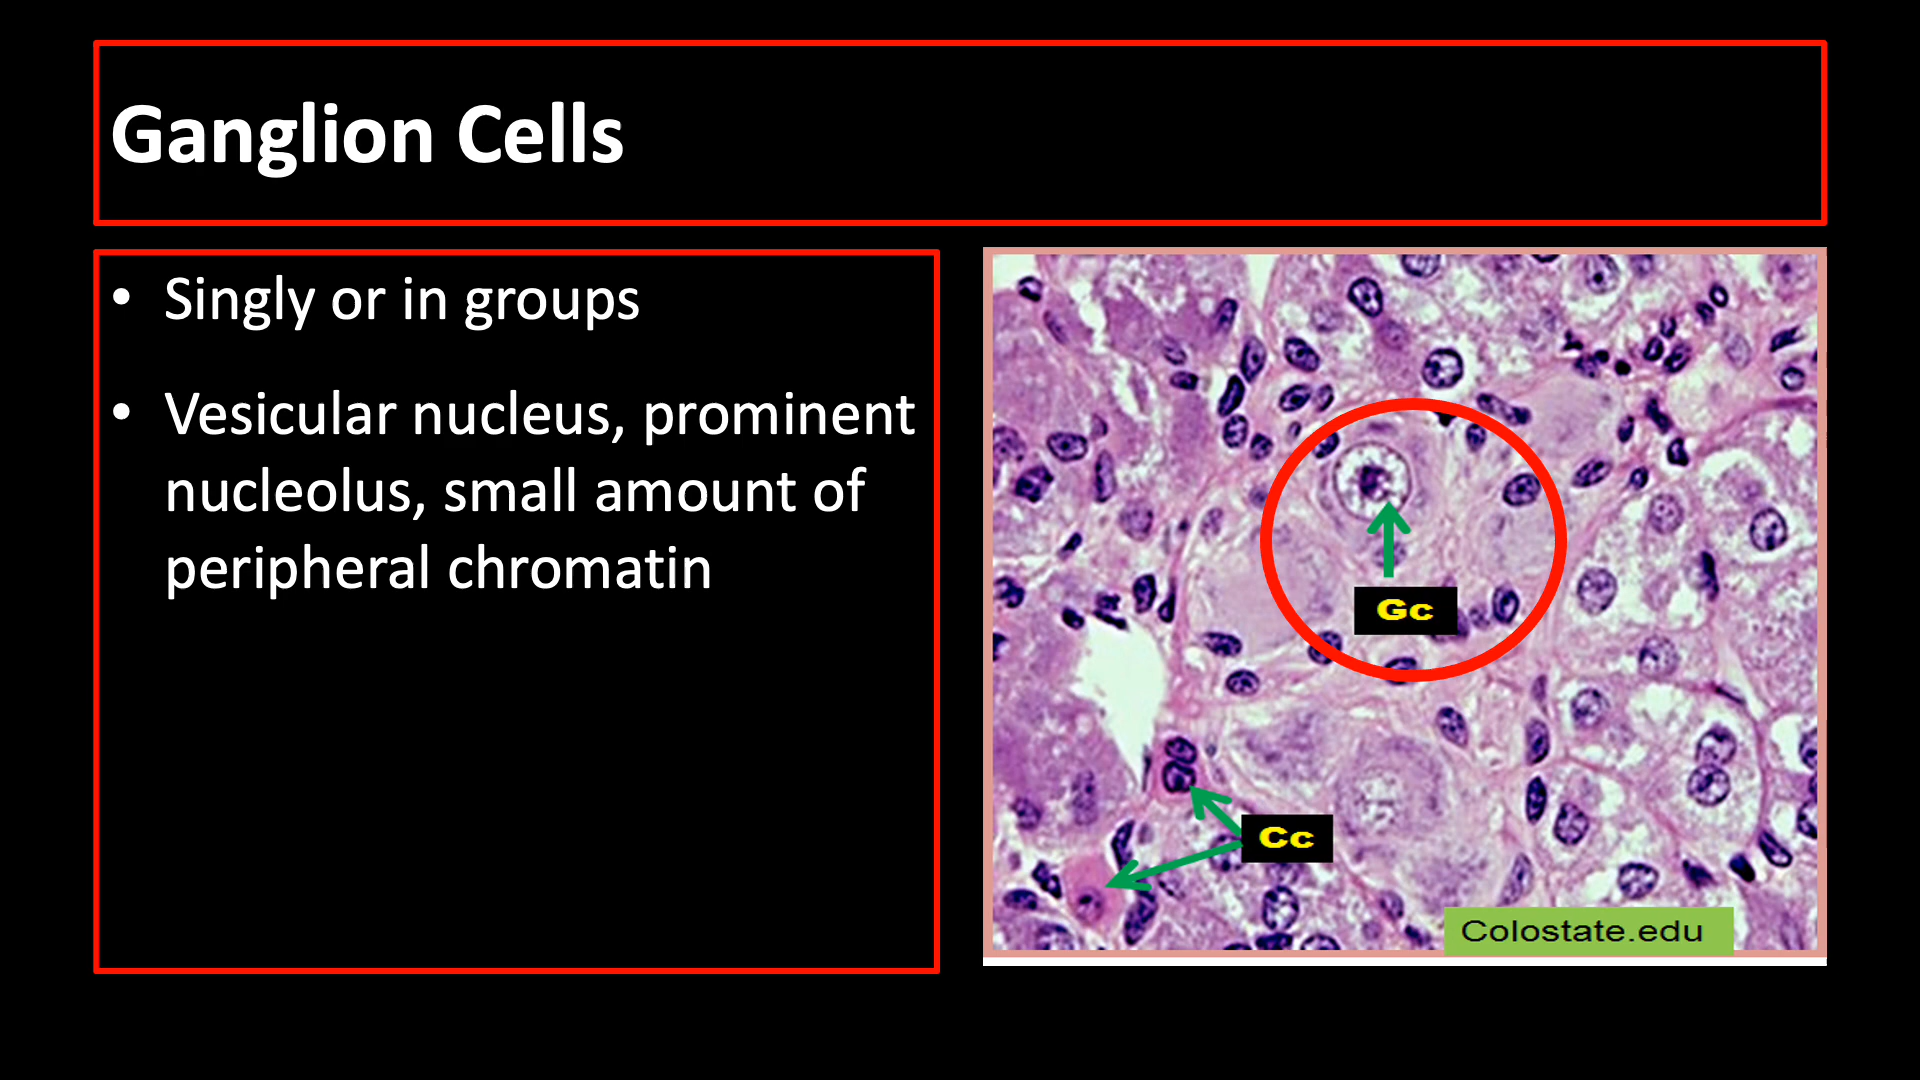 Ganglion Cells
• Singly or in groups
• Vesicular nucleus, prominent
nucleolus, small amount of
peripheral chromatin
Gc
Cc
Colostate.edu